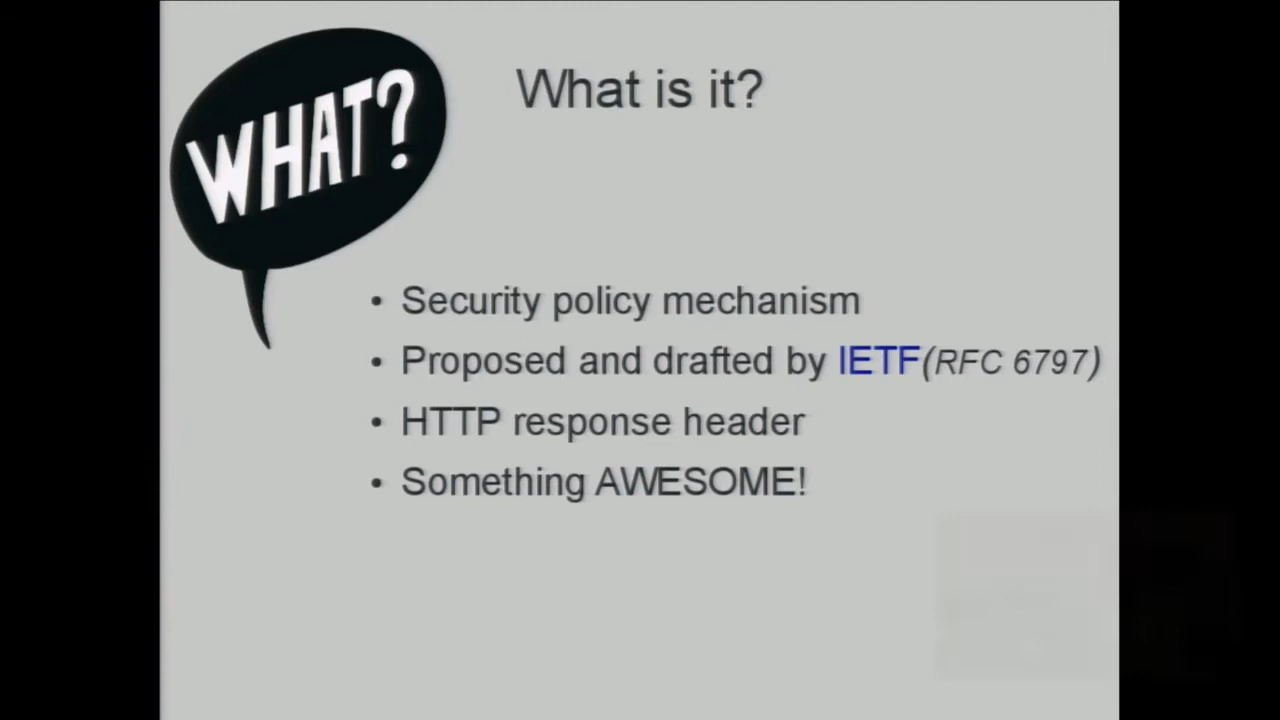 WHAT?
What is it?
• Security policy mechanism
• Proposed and drafted by IETF(RFC 6797)
• HTTP response header
• Something AWESOME!